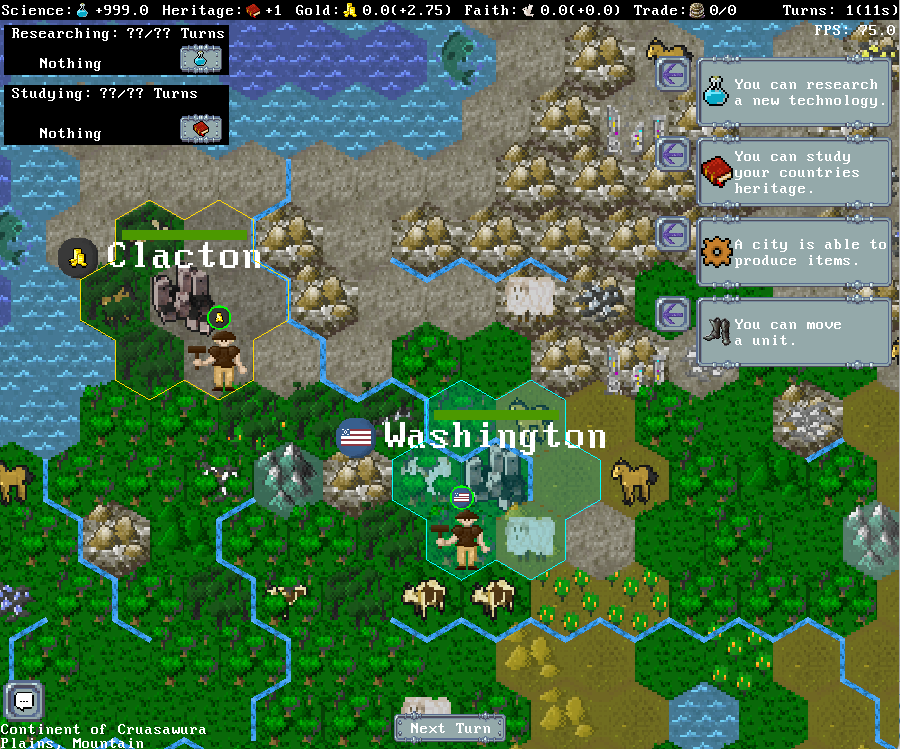 Science: +999.0 Heritage: +1 Gold: 0.0(+2.75) Faith: 0.0(+0.0) Trade: 0/0 Turns: 1(11s)
FPS: 75.0
Researching: ??/?? Turns
Nothing
Studying: ??/?? Turns
Nothing
You can research
a new technology.
You can study
your countries
heritage.
A city is able to
produce items.
You can move
a unit.
Clacton
Washington
Continent of Cruasawura
Plains, Mountain
Next Turn